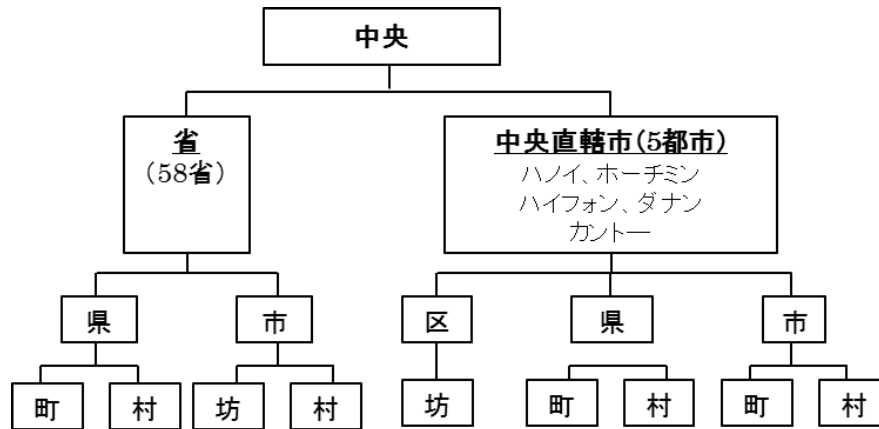 中央
省
(58省)
中央直轄市(5都市)
ハノイ、ホーチミン
ハイフォン、ダナン
カントー
県
市
区
県
市
町
村
坊
村
坊
町
村
町
村